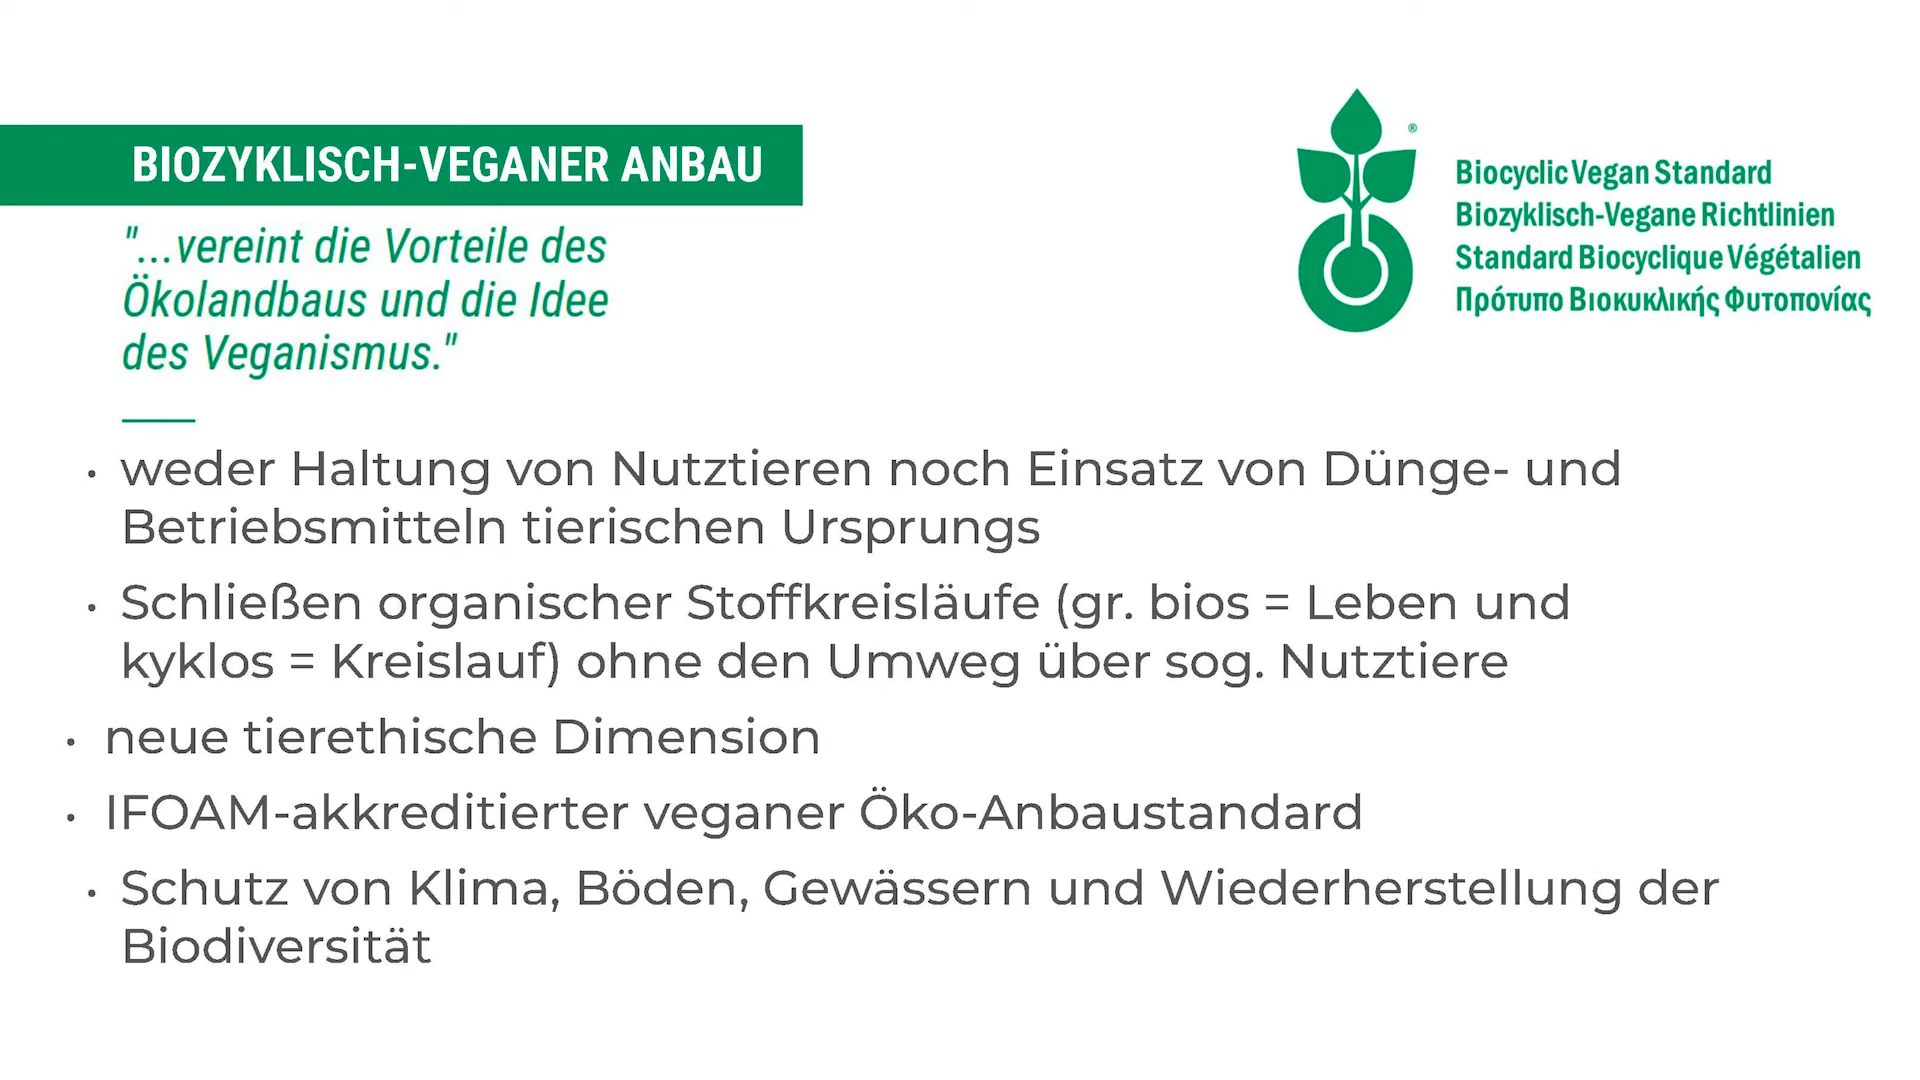 BIOZYKLISCH-VEGANER ANBAU
"...vereint die Vorteile des
Ökolandbaus und die Idee
des Veganismus."
®
Biocyclic Vegan Standard
Biozyklisch-Vegane Richtlinien
Standard Biocyclique Végétalien
Πρότυπο Βιοκυκλικής Φυτοπονίας
• weder Haltung von Nutztieren noch Einsatz von Dünge- und
Betriebsmitteln tierischen Ursprungs
• Schließen organischer Stoffkreisläufe (gr. bios = Leben und
kyklos = Kreislauf) ohne den Umweg über sog. Nutztiere
• neue tierethische Dimension
• IFOAM-akkreditierter veganer Öko-Anbaustandard
• Schutz von Klima, Böden, Gewässern und Wiederherstellung der
Biodiversität